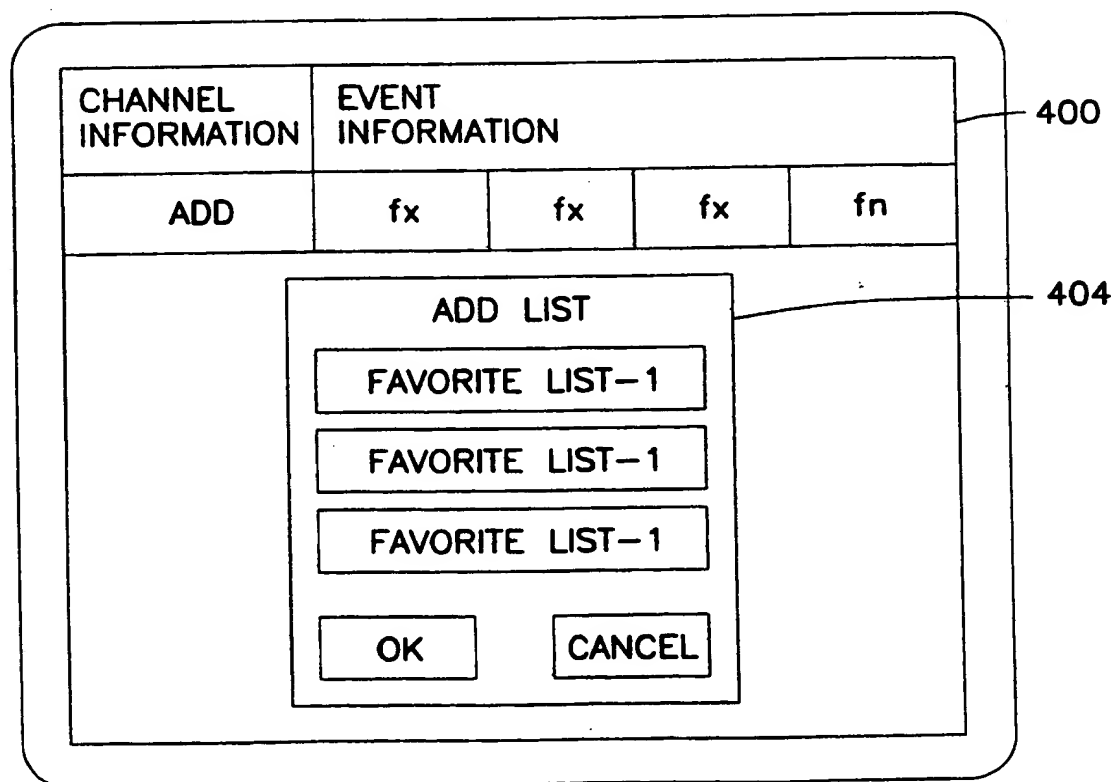 CHANNEL
INFORMATION
EVENT
INFORMATION
400
ADD
fx
fx
fx
fn
ADD LIST
404
FAVORITE LIST-1
FAVORITE LIST-1
FAVORITE LIST-1
OK
CANCEL